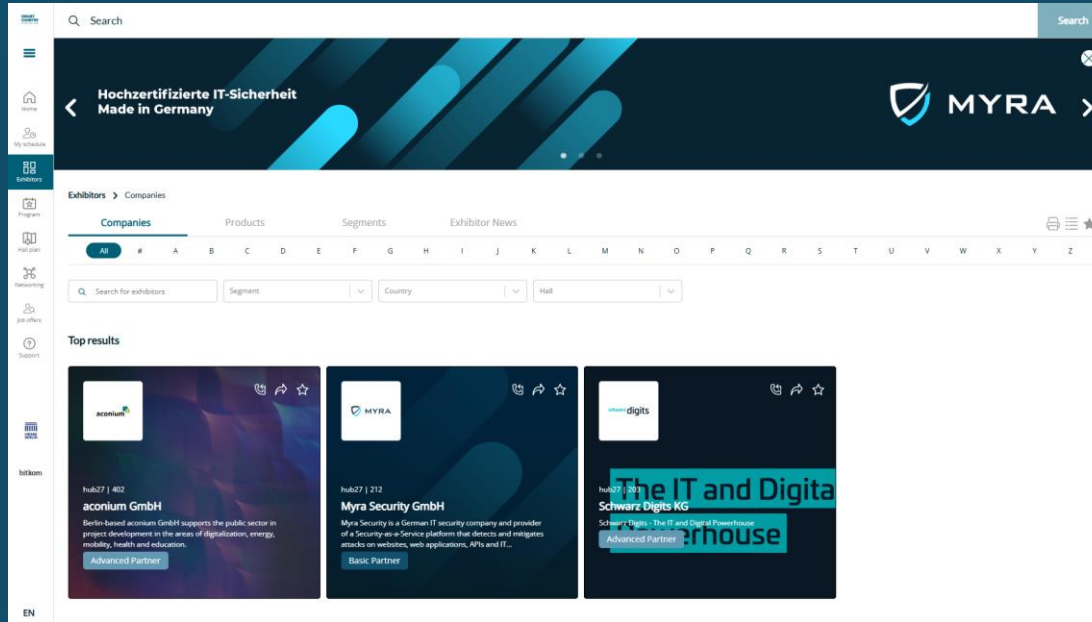 SMART COUNTRY
Search
Search
Home
My schedule
Exhibitors
Program
Hall plan
Networking
Job offers
Support
bitkom
EN
Hochzertifizierte IT-Sicherheit
Made in Germany
MYRA
Exhibitors > Companies
Companies Products Segments Exhibitor News
All # A B C D E F G H I J K L M N O P Q R S T U V W X Y Z
Search for exhibitors Segment Country Hall
Top results
aconium
hub27 | 402
aconium GmbH
Berlin-based aconium GmbH supports the public sector in
project development in the areas of digitalization, energy,
mobility, health and education.
Advanced Partner
MYRA
hub27 | 212
Myra Security GmbH
Myra Security is a German IT security company and provider
of a Security-as-a-Service platform that detects and mitigates
attacks on websites, web applications, APIs and IT...
Basic Partner
schwarz digits
The IT and Digita
hub27 | 203
Schwarz Digits KG
Schwarz Digits - The IT and Digital Powerhouse
Advanced Partner